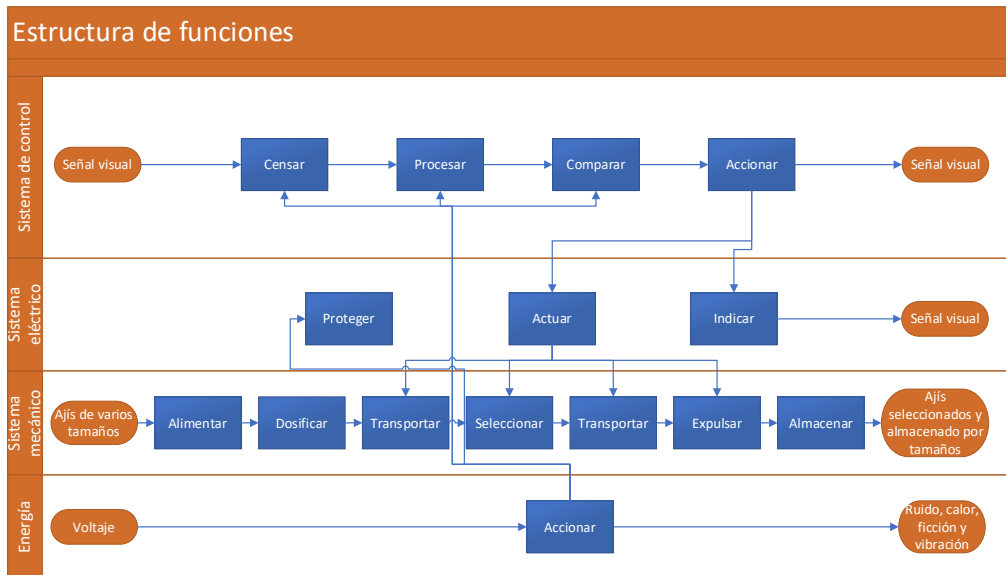 Estructura de funciones
Sistema de control
Señal visual
Censar
Procesar
Comparar
Accionar
Señal visual
Sistema
eléctrico
Proteger
Actuar
Indicar
Señal visual
Sistema
mecánico
Ajís de varios
tamaños
Alimentar
Dosificar
Transportar
Seleccionar
Transportar
Expulsar
Almacenar
Ajís
seleccionados y
almacenado por
tamaños
Energía
Voltaje
Accionar
Ruido, calor,
ficción y
vibración